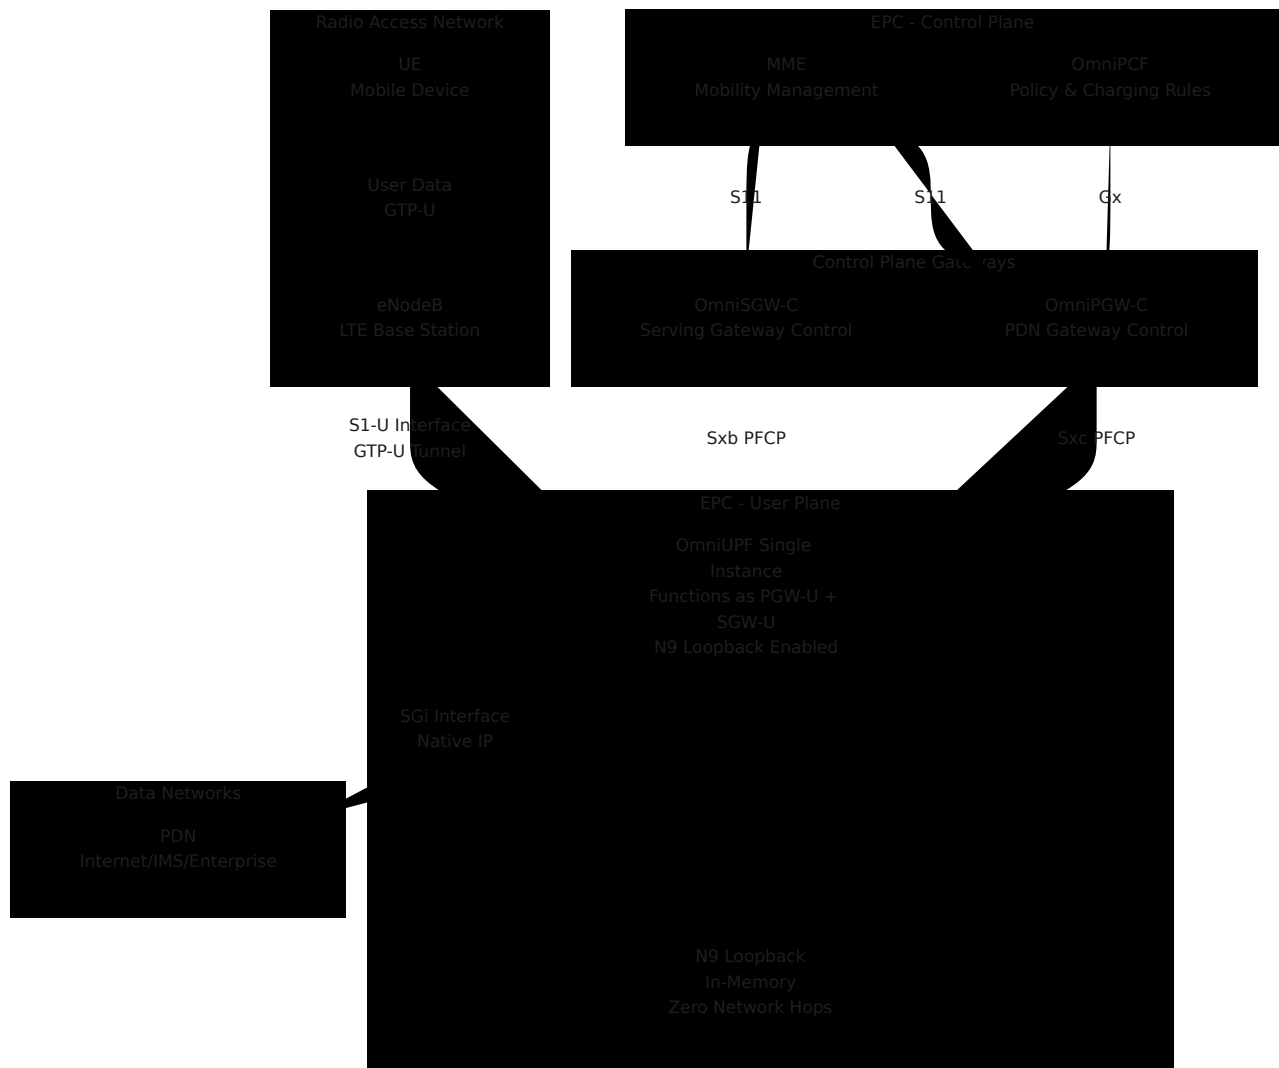 Radio Access Network
UE
Mobile Device
User Data
GTP-U
eNodeB
LTE Base Station
EPC - Control Plane
MME
Mobility Management
OmniPCF
Policy & Charging Rules
S11
S11
Gx
Control Plane Gateways
OmniSGW-C
Serving Gateway Control
OmniPGW-C
PDN Gateway Control
S1-U Interface
GTP-U Tunnel
Sxb PFCP
Sxc PFCP
EPC - User Plane
OmniUPF Single
Instance
Functions as PGW-U +
SGW-U
N9 Loopback Enabled
SGi Interface
Native IP
Data Networks
PDN
Internet/IMS/Enterprise
N9 Loopback
In-Memory
Zero Network Hops